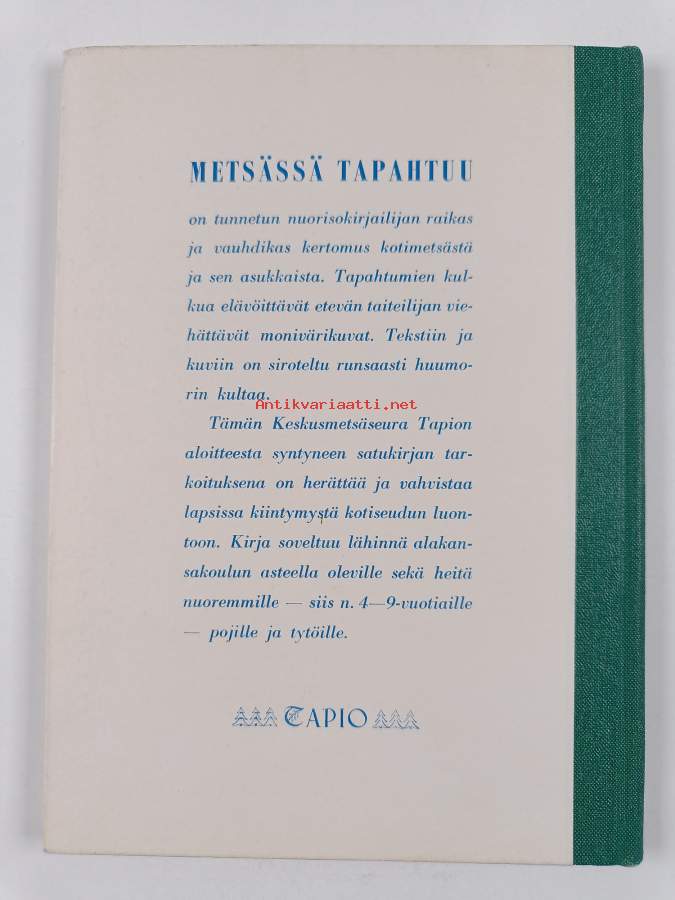 METSÄSSÄ TAPAHTUU
on tunnetun nuorisokirjailijan raikas
ja vauhdikas kertomus kotimetsästä
ja sen asukkaista. Tapahtumien kul-
kua elävöittävät etevän taiteilijan vie-
hättävät monivärikuvat. Tekstiin ja
kuviin on siroteltu runsaasti huumo-
rin kultaa.
Antikvariaatti.net
Tämän Keskusmetsäseura Tapion
aloitteesta syntyneen satukirjan tar-
koituksena on herättää ja vahvistaa
lapsissa kiintymystä kotiseudun luon-
toon. Kirja soveltuu lähinnä alakan-
sakoulun asteella oleville sekä heitä
nuoremmille — siis n. 4—9-vuotiaille
— pojille ja tytöille.
TAPIO